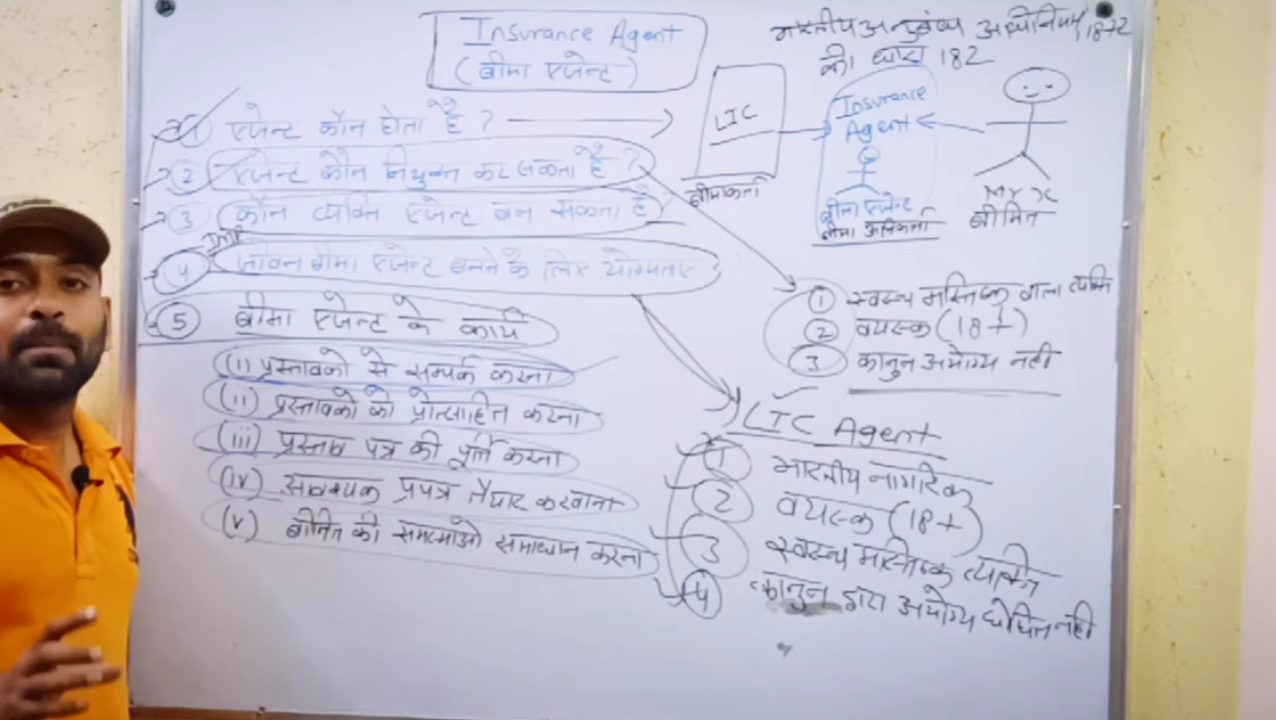 Insurance Agent
(बीमा एजेन्ट)
भारतीय अनुबंध अधिनियम, 1872
की धारा 182
एजेन्ट कौन होता है ?
② एजेन्ट कौन नियुक्त कर सकता है ?
③ कौन व्यक्ति एजेन्ट बन सकता है
Imp
④ जीवन बीमा एजेन्ट बनने के लिए योग्यताए
⑤ बीमा एजेन्ट के कार्य
(i) प्रस्तावको से सम्पर्क करना
(ii) प्रस्तावको को प्रोत्साहित करना
(iii) प्रस्ताव पत्र की पूर्ति करना
(iv) आवश्यक प्रपत्र तैयार करवाना
(v) बीमित की समस्याओ समाधान करना
LIC
बीमाकर्ता
Insurance
Agent
बीमा एजेन्ट
बीमा अभिकर्ता
Mr X
बीमित
① स्वस्थ मस्तिष्क वाला व्यक्ति
② वयस्क (18+)
③ कानुन अयोग्य नही
LIC Agent
① भारतीय नागरिक
② वयस्क (18+)
③ स्वस्थ मस्तिष्क व्यक्ति
④ कानुन द्वारा अयोग्य घोषित नही